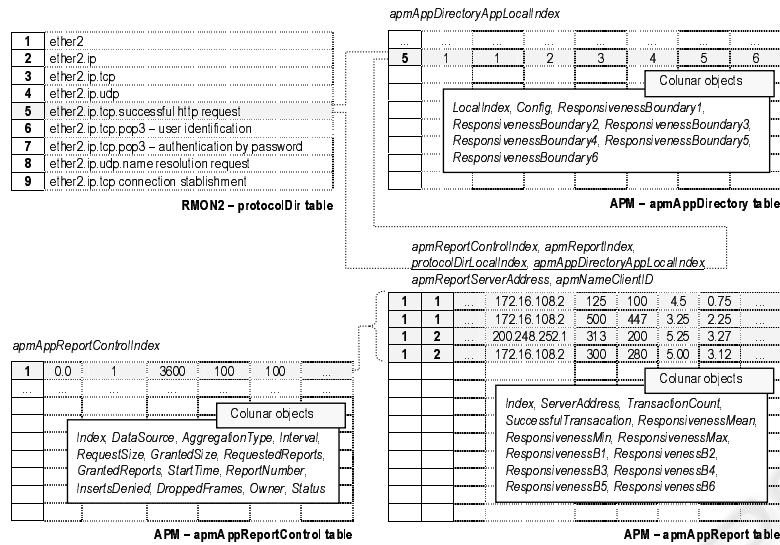 apmAppDirectoryAppLocalIndex
1 ether2
2 ether2.ip
3 ether2.ip.tcp
4 ether2.ip.udp
5 ether2.ip.tcp.successful http request
6 ether2.ip.tcp.pop3 – user identification
7 ether2.ip.tcp.pop3 – authentication by password
8 ether2.ip.udp.name resolution request
9 ether2.ip.tcp connection stablishment
RMON2 – protocolDir table
... ... ... ... ... ... ... ...
5 1 1 2 3 4 5 6
Colunar objects
LocalIndex, Config, ResponsivenessBoundary1,
ResponsivenessBoundary2, ResponsivenessBoundary3,
ResponsivenessBoundary4, ResponsivenessBoundary5,
ResponsivenessBoundary6
APM – apmAppDirectory table
apmReportControlIndex, apmReportIndex,
protocolDirLocalIndex, apmAppDirectoryAppLocalIndex
apmReportServerAddress, apmNameClientID
1 1 ... 172.16.108.2 125 100 4.5 0.75 ...
1 1 ... 172.16.108.2 500 447 3.25 2.25 ...
1 2 ... 200.248.252.1 313 200 5.25 3.27 ...
1 2 ... 172.16.108.2 300 280 5.00 3.12 ...
Colunar objects
Index, ServerAddress, TransactionCount,
SuccessfulTransacation, ResponsivenessMean,
ResponsivenessMin, ResponsivenessMax,
ResponsivenessB1, ResponsivenessB2,
ResponsivenessB3, ResponsivenessB4,
ResponsivenessB5, ResponsivenessB6
APM – apmAppReport table
apmAppReportControlIndex
1 0.0 1 3600 100 100 ...
... ... ... ... ... ... ...
Colunar objects
Index, DataSource, AggregationType, Interval,
RequestSize, GrantedSize, RequestedReports,
GrantedReports, StartTime, ReportNumber,
InsertsDenied, DroppedFrames, Owner, Status
APM – apmAppReportControl table